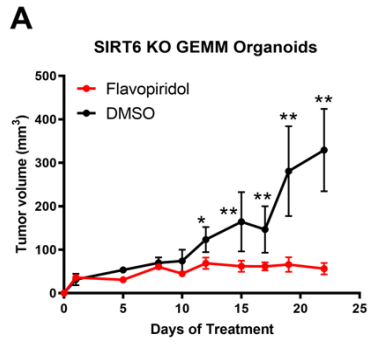 A
SIRT6 KO GEMM Organoids
Flavopiridol
DMSO
Tumor volume (mm³)
500
400
300
200
100
0
* ** ** ** **
0 5 10 15 20 25
Days of Treatment